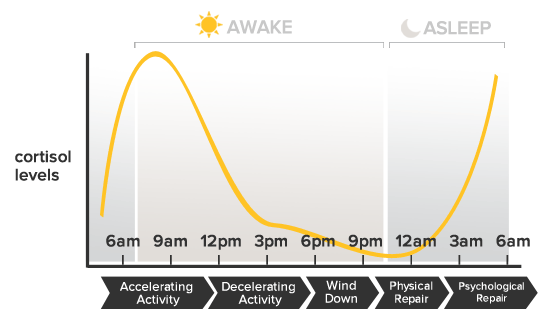 AWAKE
ASLEEP
cortisol
levels
6am 9am 12pm 3pm 6pm 9pm 12am 3am 6am
Accelerating
Activity
Decelerating
Activity
Wind
Down
Physical
Repair
Psychological
Repair